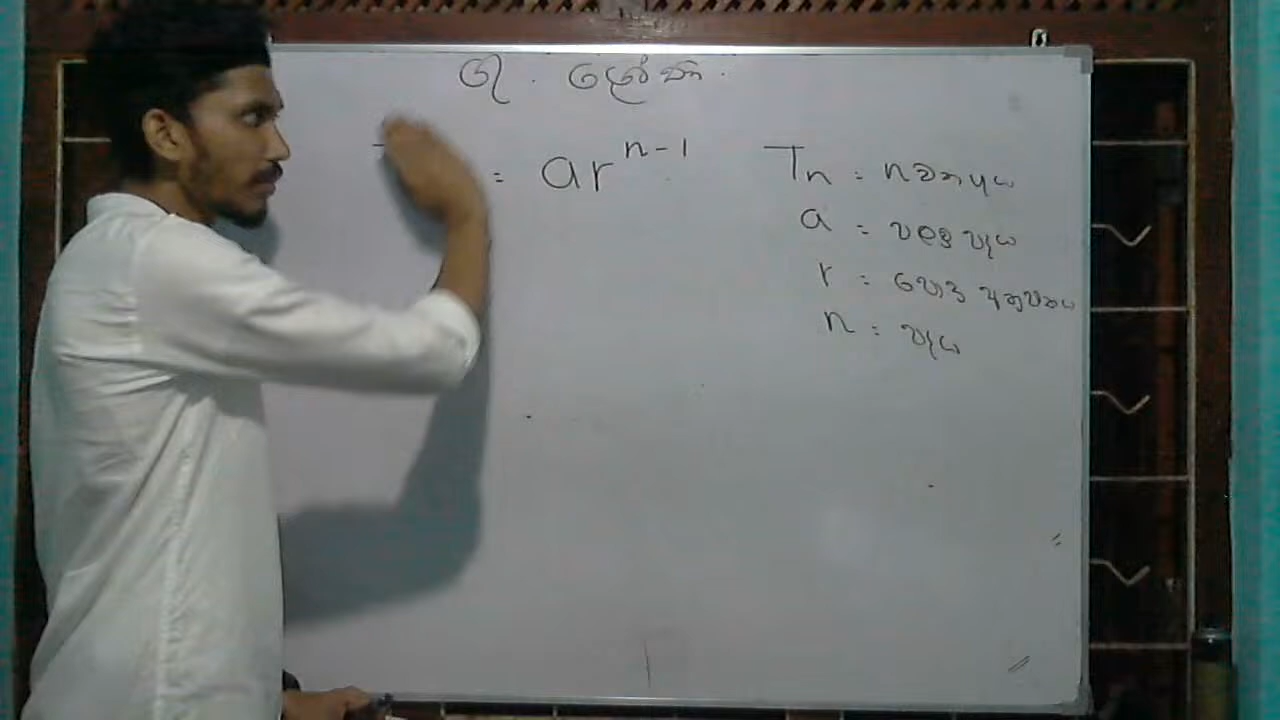 ගු. ශ්‍රේඪි.
= ar^{n-1}
Tn = n වන පදය
a = පළමු පදය
r = පොදු අනුපාතය
n = පදය